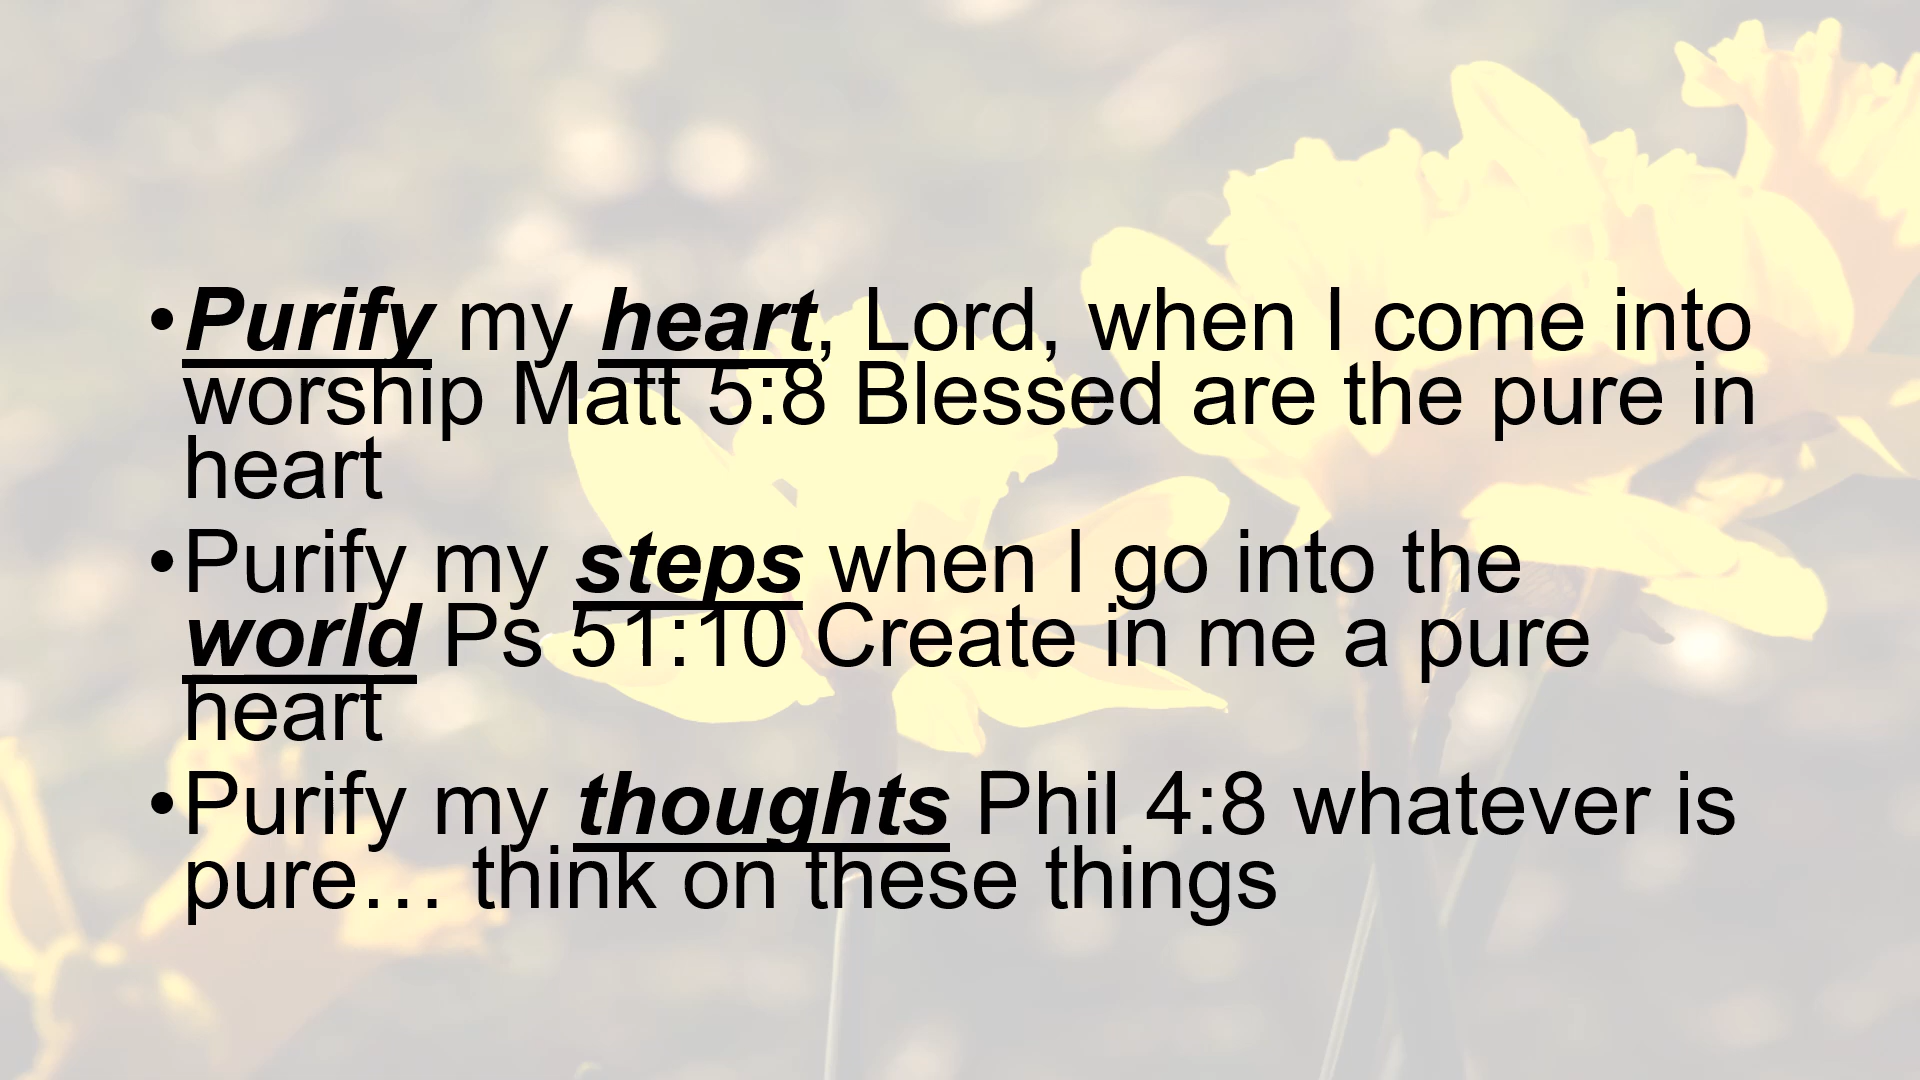 •Purify my heart, Lord, when I come into
worship Matt 5:8 Blessed are the pure in
heart
•Purify my steps when I go into the
world Ps 51:10 Create in me a pure
heart
•Purify my thoughts Phil 4:8 whatever is
pure… think on these things